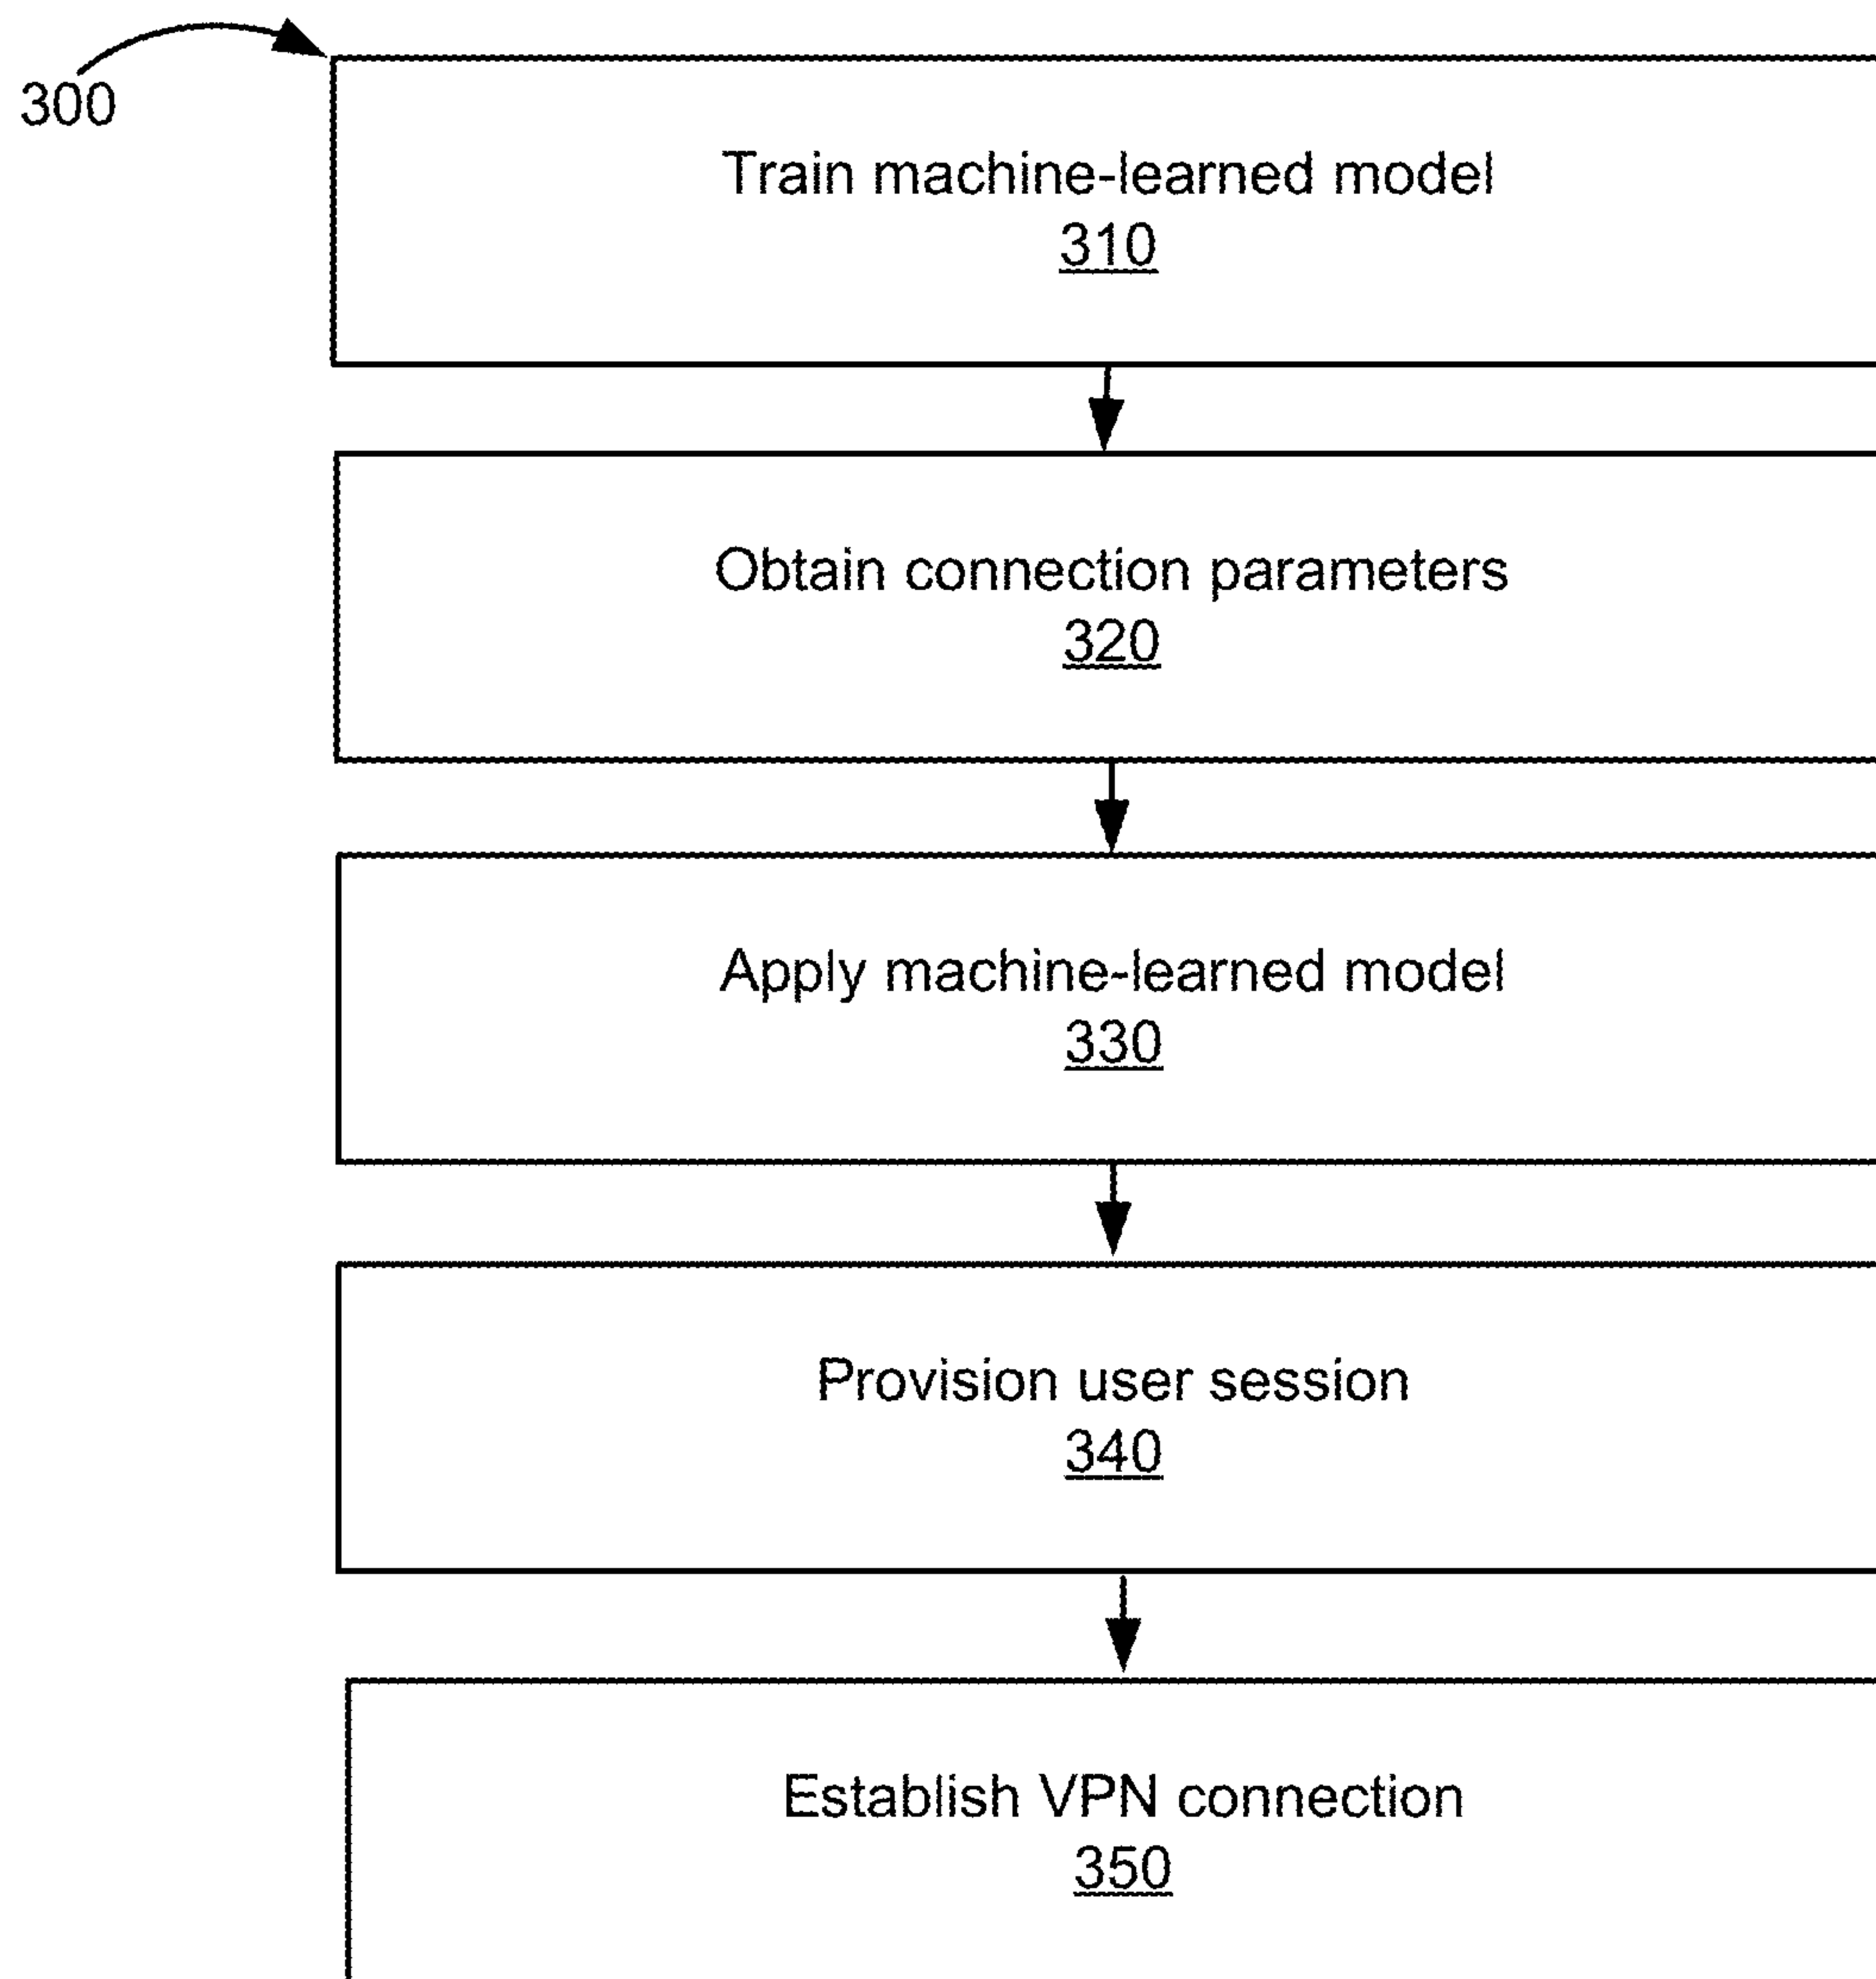 300
Train machine-learned model
310
Obtain connection parameters
320
Apply machine-learned model
330
Provision user session
340
Establish VPN connection
350